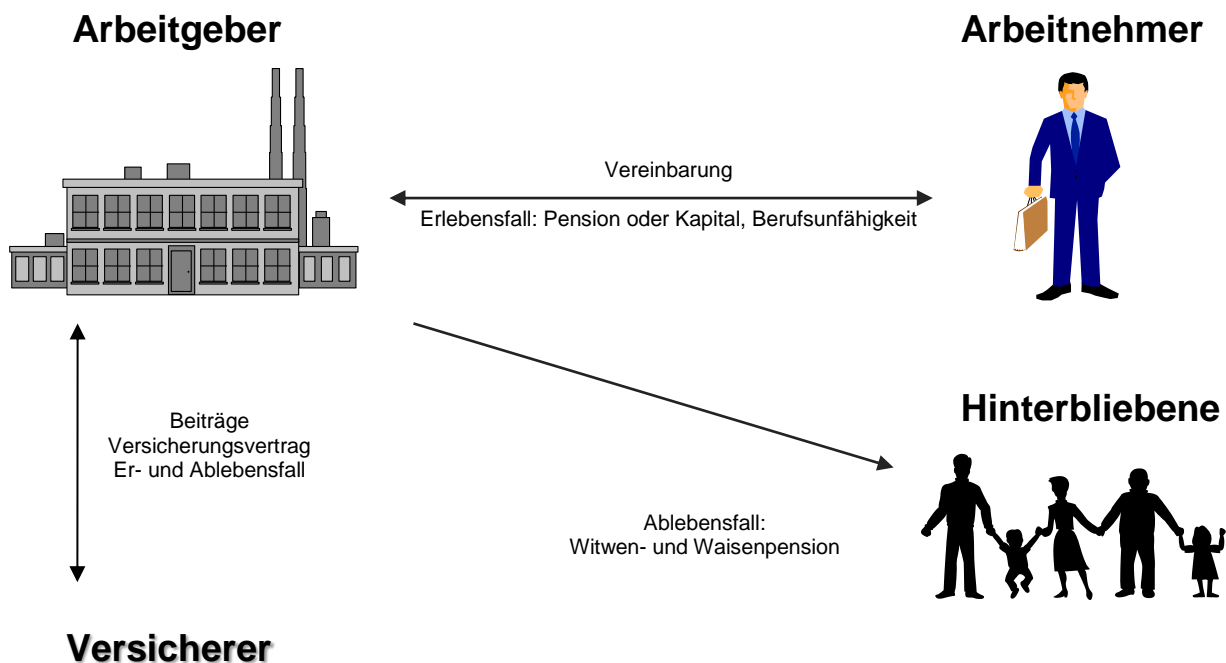 Arbeitgeber
Arbeitnehmer
Vereinbarung
Erlebensfall: Pension oder Kapital, Berufsunfähigkeit
Beiträge
Versicherungsvertrag
Er- und Ablebensfall
Hinterbliebene
Ablebensfall:
Witwen- und Waisenpension
Versicherer